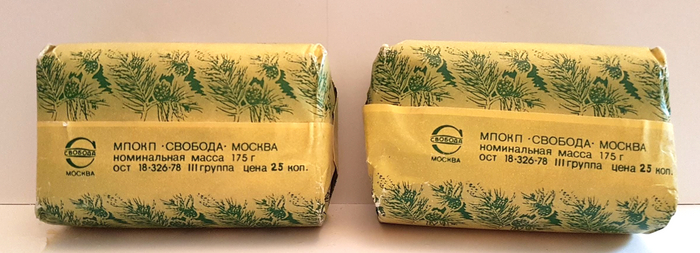 СВОБОДА
МОСКВА
МПОКП ·СВОБОДА· МОСКВА
номинальная масса 175 г
ост 18-326-78 III группа цена 25 коп.
СВОБОДА
МОСКВА
МПОКП ·СВОБОДА· МОСКВА
номинальная масса 175 г
ост 18-326-78 III группа цена 25 коп.